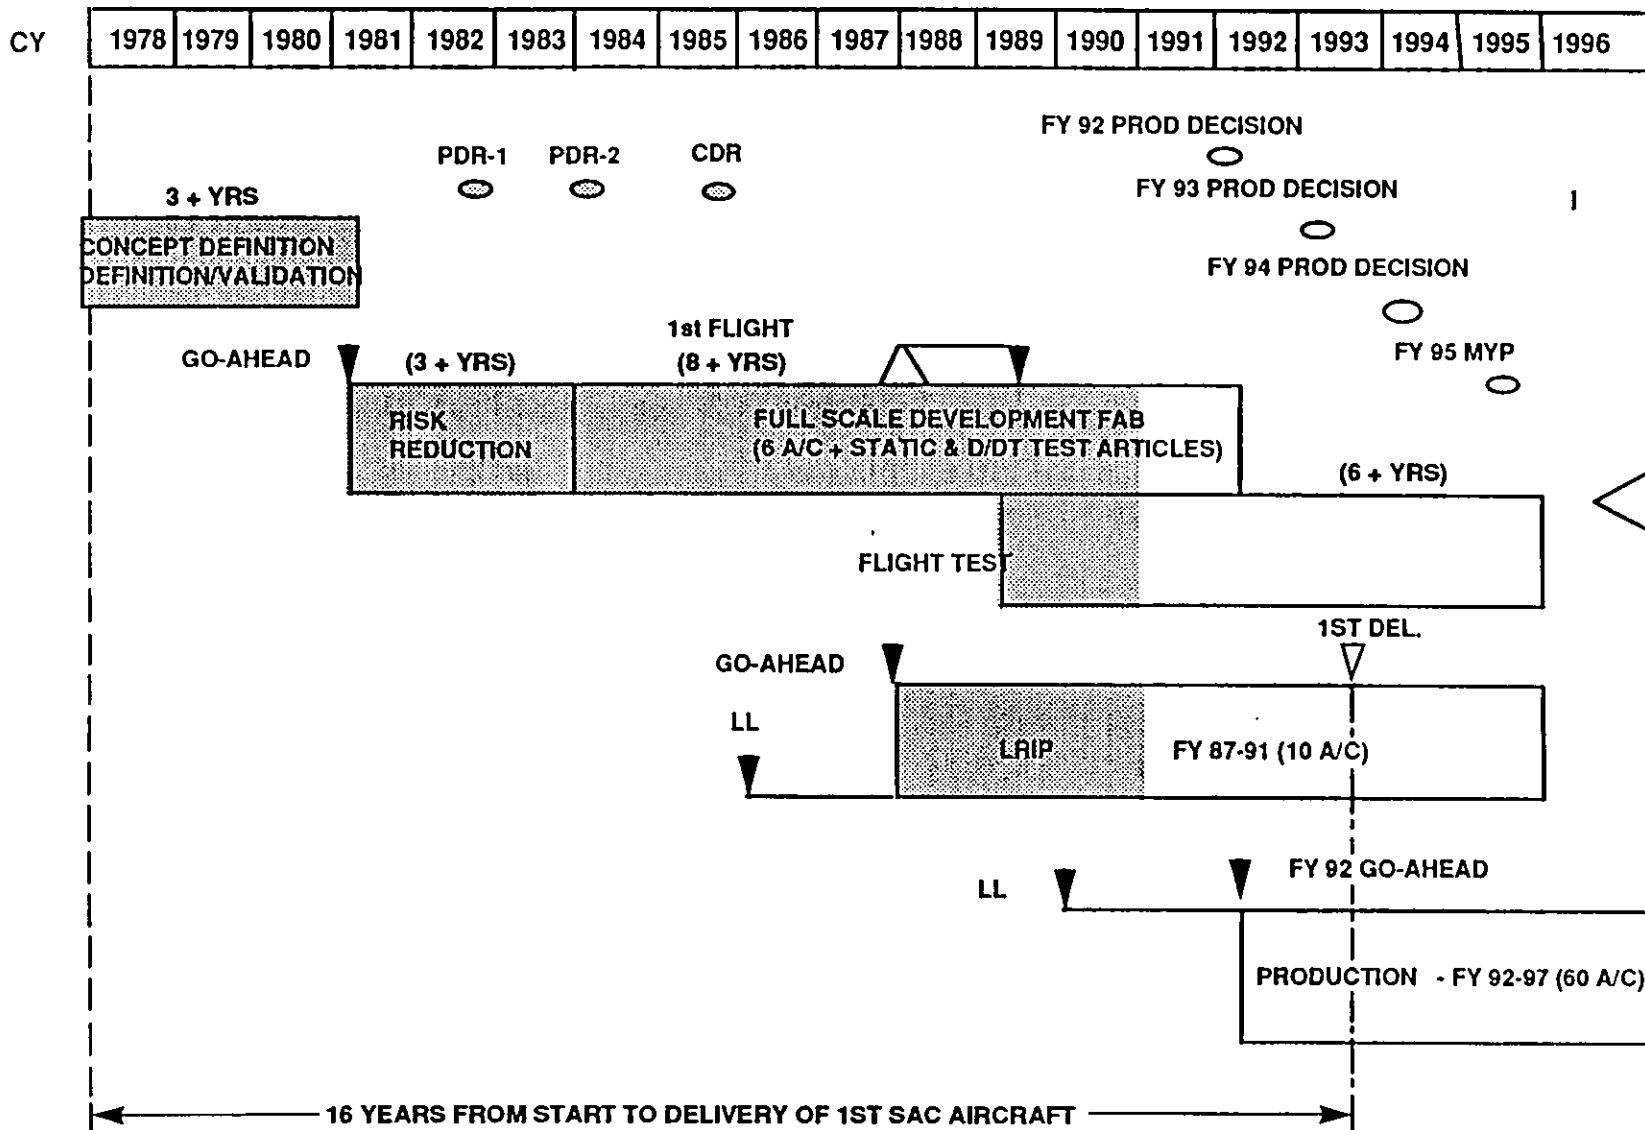 CY 1978 1979 1980 1981 1982 1983 1984 1985 1986 1987 1988 1989 1990 1991 1992 1993 1994 1995 1996
FY 92 PROD DECISION
PDR-1 PDR-2 CDR
FY 93 PROD DECISION
3 + YRS
CONCEPT DEFINITION
DEFINITION/VALIDATION
FY 94 PROD DECISION
1st FLIGHT
GO-AHEAD (3 + YRS) (8 + YRS)
FY 95 MYP
RISK
REDUCTION
FULL SCALE DEVELOPMENT FAB
(6 A/C + STATIC & D/DT TEST ARTICLES)
(6 + YRS)
FLIGHT TEST
1ST DEL.
GO-AHEAD
LL
LRIP FY 87-91 (10 A/C)
FY 92 GO-AHEAD
LL
PRODUCTION - FY 92-97 (60 A/C)
16 YEARS FROM START TO DELIVERY OF 1ST SAC AIRCRAFT